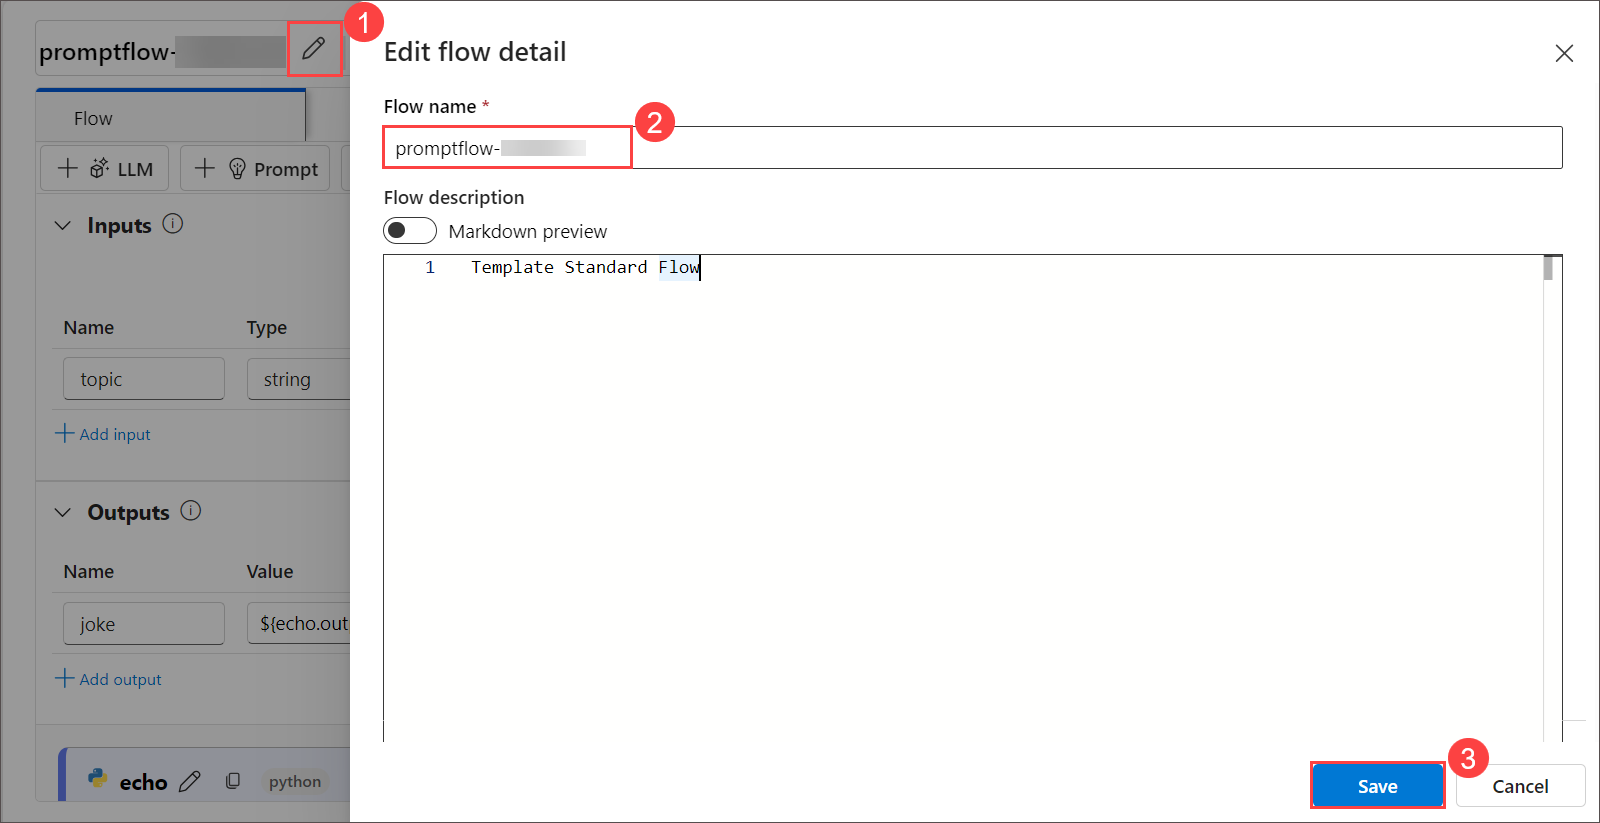 promptflow-
1
Flow
LLM
Prompt
Inputs
Name
Type
topic
string
Add input
Outputs
Name
Value
joke
${echo.out
Add output
echo
python
Edit flow detail
Flow name *
2
promptflow-
Flow description
Markdown preview
1 Template Standard Flow
3
Save
Cancel